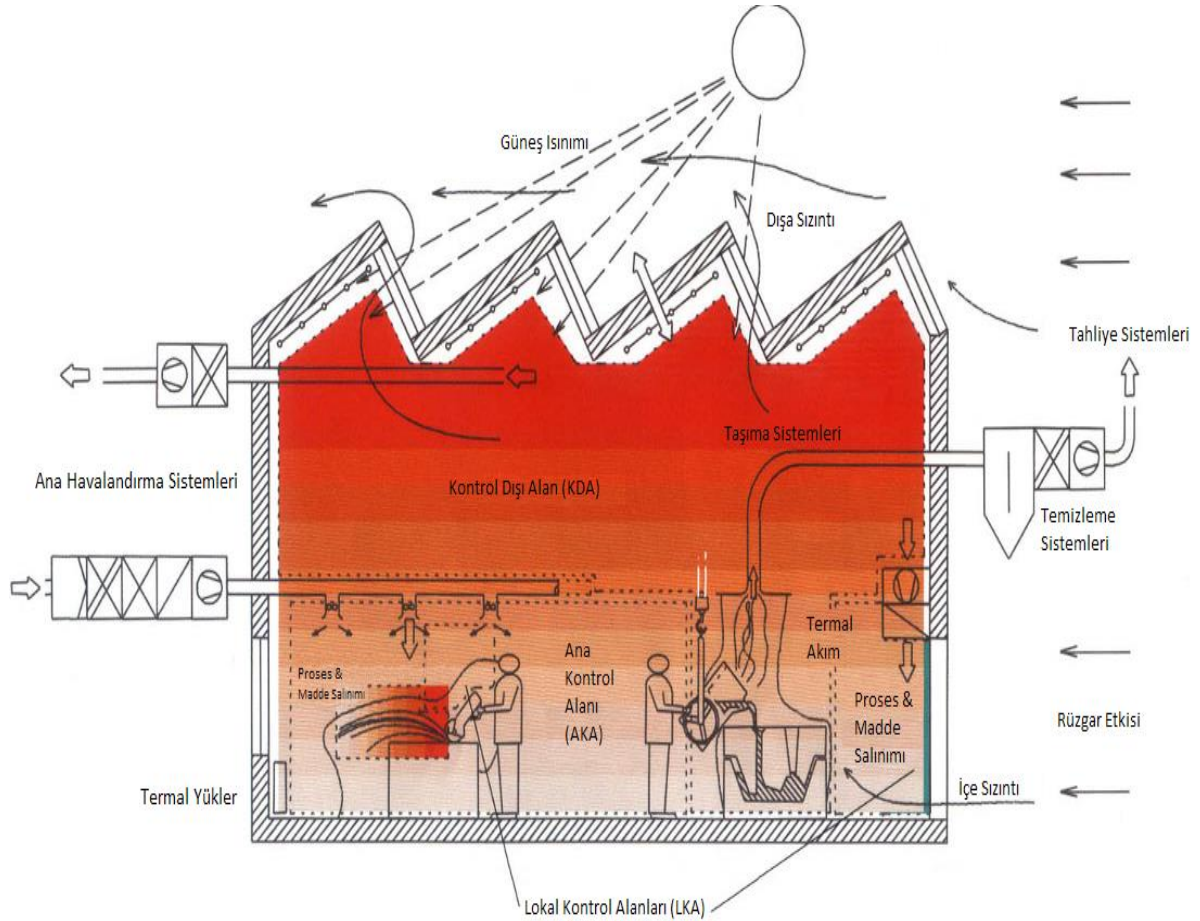 Güneş Isınımı
Dışa Sızıntı
Tahliye Sistemleri
Taşıma Sistemleri
Ana Havalandırma Sistemleri
Kontrol Dışı Alan (KDA)
Temizleme
Sistemleri
Termal
Akım
Ana
Kontrol
Alanı
(AKA)
Proses &
Madde Salınımı
Proses &
Madde
Salınımı
Rüzgar Etkisi
Termal Yükler
İçe Sızıntı
Lokal Kontrol Alanları (LKA)